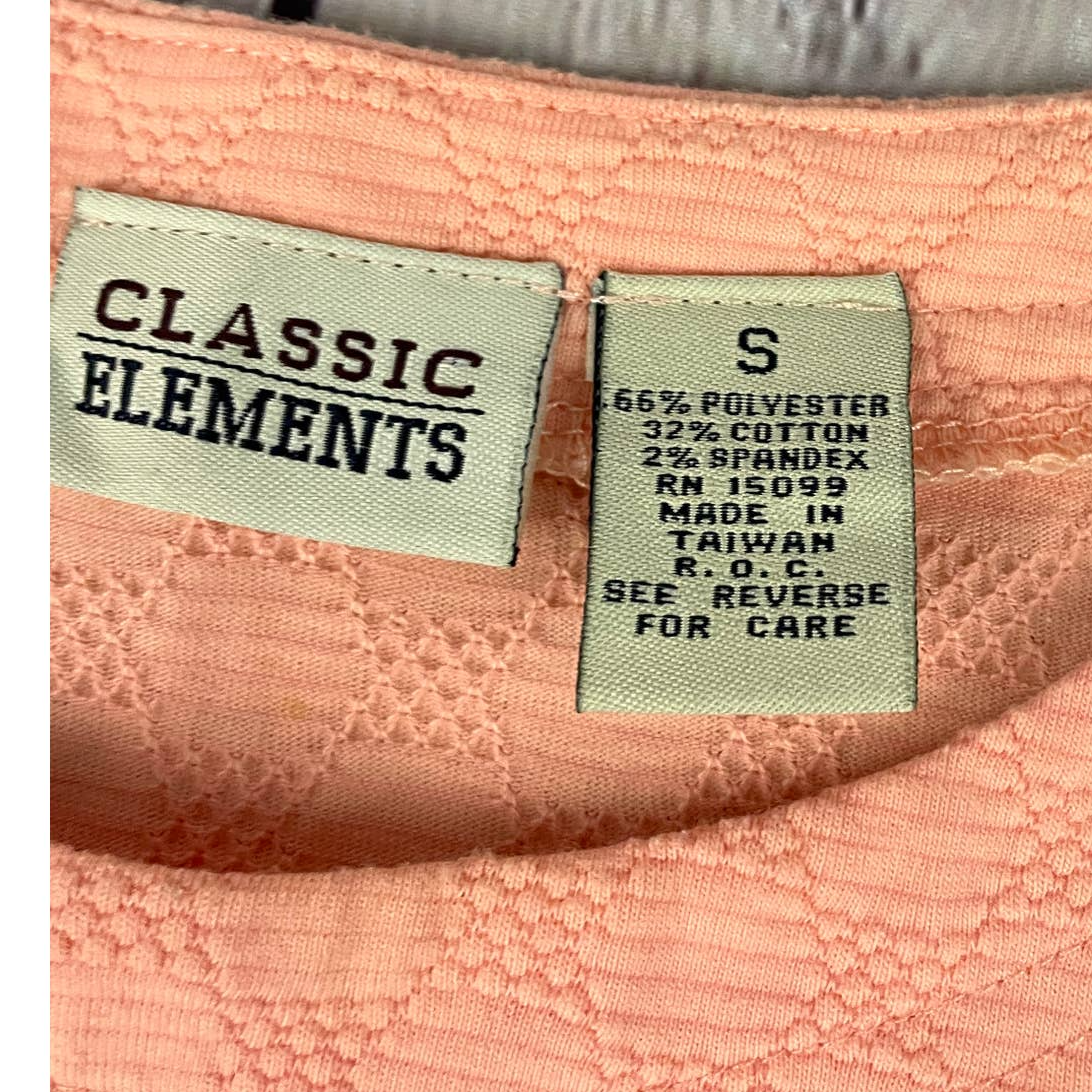 CLASSIC
ELEMENTS
S
66% POLYESTER
32% COTTON
2% SPANDEX
RN 15099
MADE IN
TAIWAN
R.O.C.
SEE REVERSE
FOR CARE